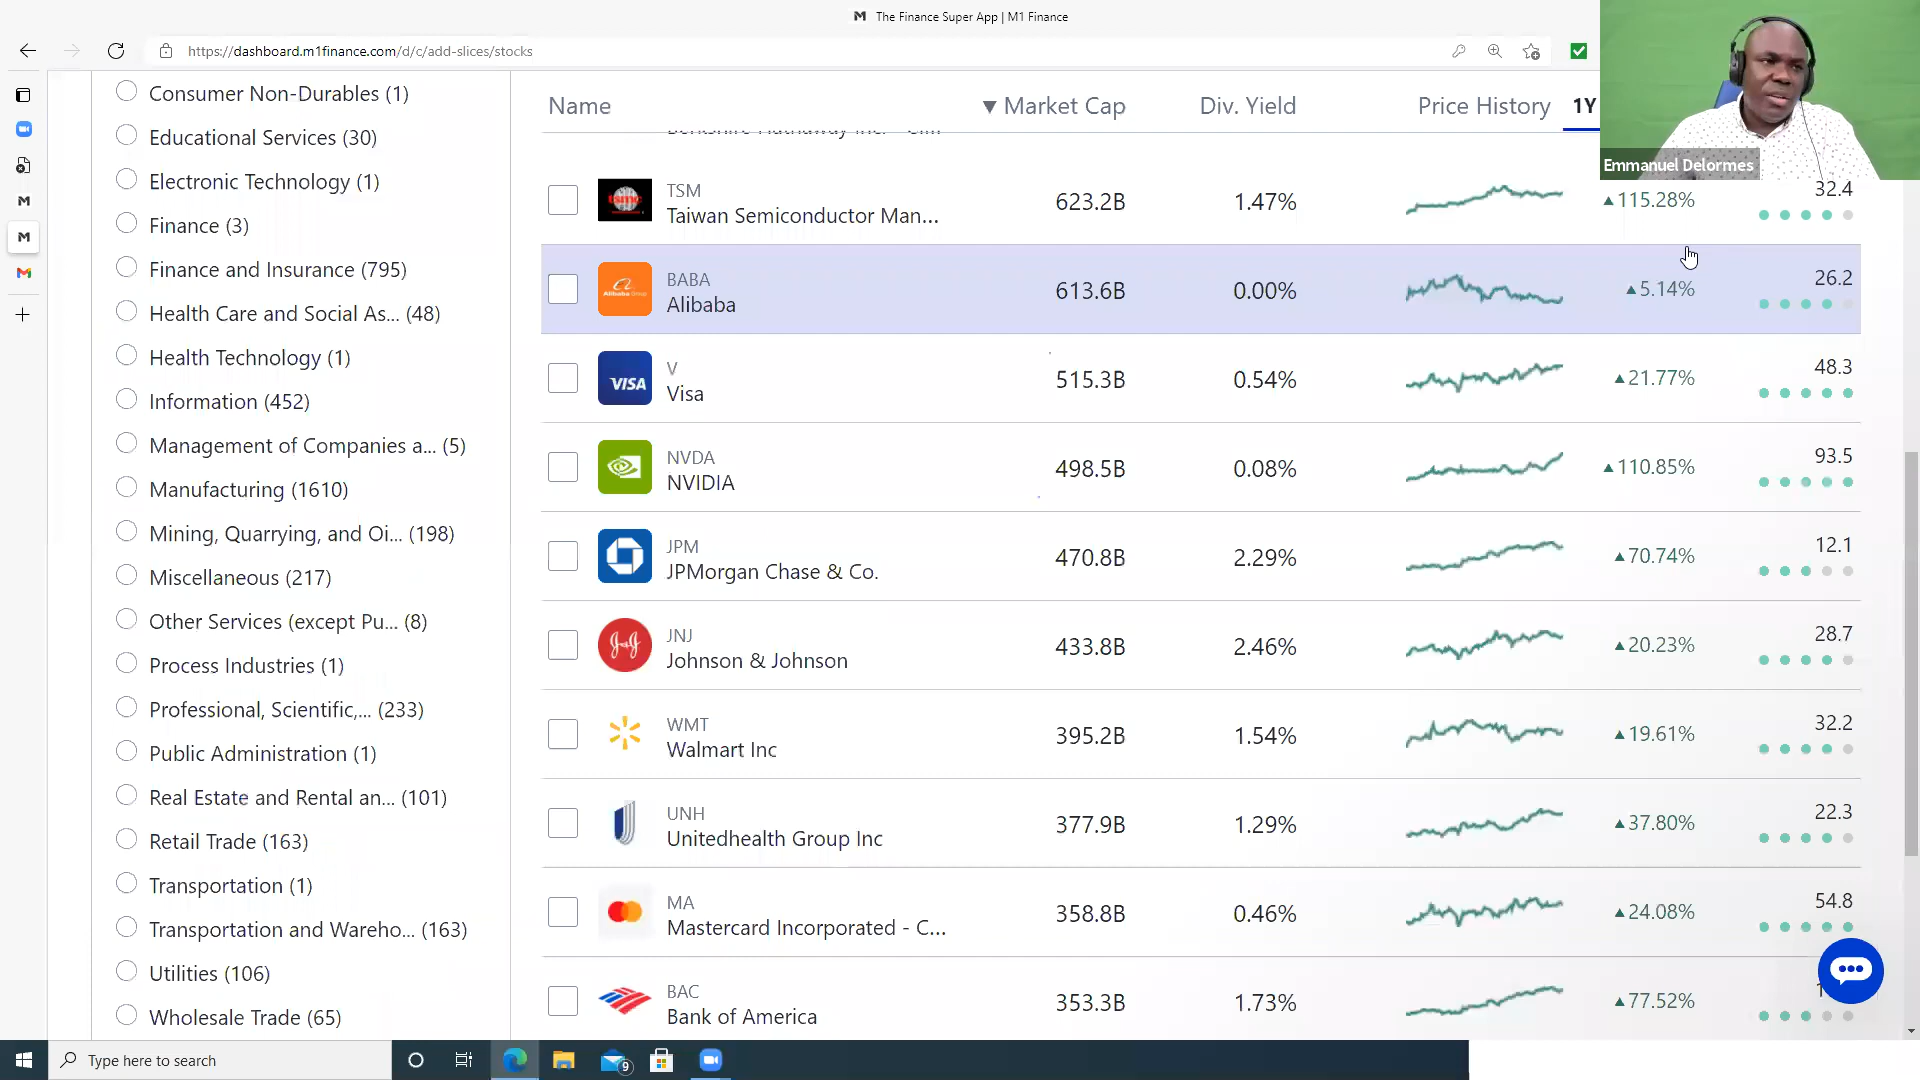 The Finance Super App | M1 Finance
https://dashboard.m1finance.com/d/c/add-slices/stocks
Emmanuel Delormes
Consumer Non-Durables (1)
Educational Services (30)
Electronic Technology (1)
Finance (3)
Finance and Insurance (795)
Health Care and Social As... (48)
Health Technology (1)
Information (452)
Management of Companies a... (5)
Manufacturing (1610)
Mining, Quarrying, and Oi... (198)
Miscellaneous (217)
Other Services (except Pu... (8)
Process Industries (1)
Professional, Scientific,... (233)
Public Administration (1)
Real Estate and Rental an... (101)
Retail Trade (163)
Transportation (1)
Transportation and Wareho... (163)
Utilities (106)
Wholesale Trade (65)
Name ▼ Market Cap Div. Yield Price History 1Y
TSM
Taiwan Semiconductor Man... 623.2B 1.47% ▲115.28% 32.4
BABA
Alibaba 613.6B 0.00% ▲5.14% 26.2
V
Visa 515.3B 0.54% ▲21.77% 48.3
VISA
NVDA
NVIDIA 498.5B 0.08% ▲110.85% 93.5
JPM
JPMorgan Chase & Co. 470.8B 2.29% ▲70.74% 12.1
JNJ
Johnson & Johnson 433.8B 2.46% ▲20.23% 28.7
WMT
Walmart Inc 395.2B 1.54% ▲19.61% 32.2
UNH
Unitedhealth Group Inc 377.9B 1.29% ▲37.80% 22.3
MA
Mastercard Incorporated - C... 358.8B 0.46% ▲24.08% 54.8
BAC
Bank of America 353.3B 1.73% ▲77.52%
Type here to search
9